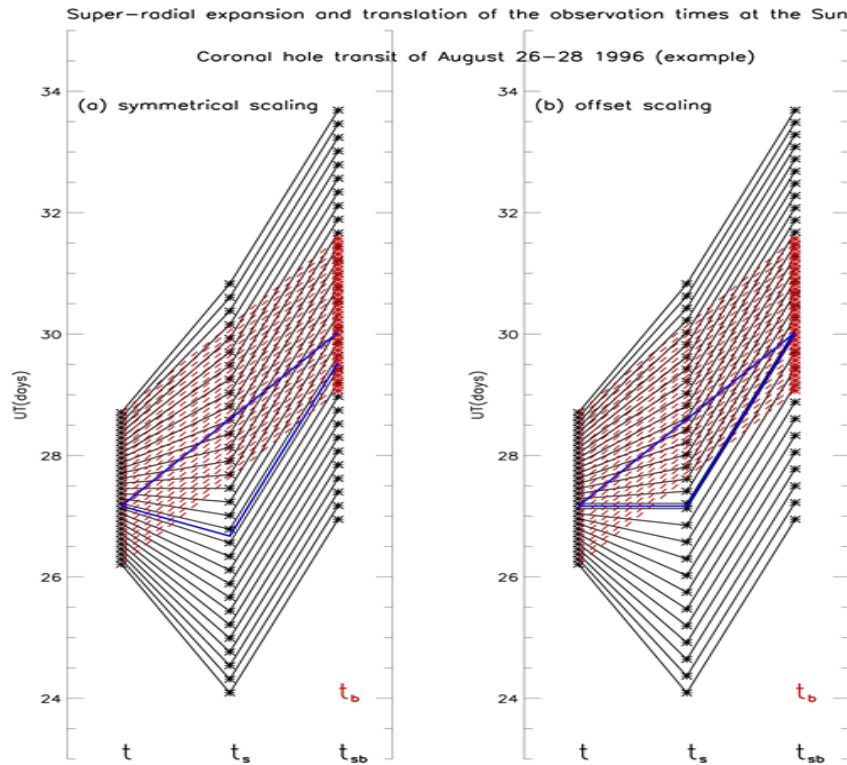 Super-radial expansion and translation of the observation times at the Sun
Coronal hole transit of August 26-28 1996 (example)
(a) symmetrical scaling
34
32
30
28
26
24
UT(days)
t_b
t t_s t_sb
(b) offset scaling
34
32
30
28
26
24
UT(days)
t_b
t t_s t_sb